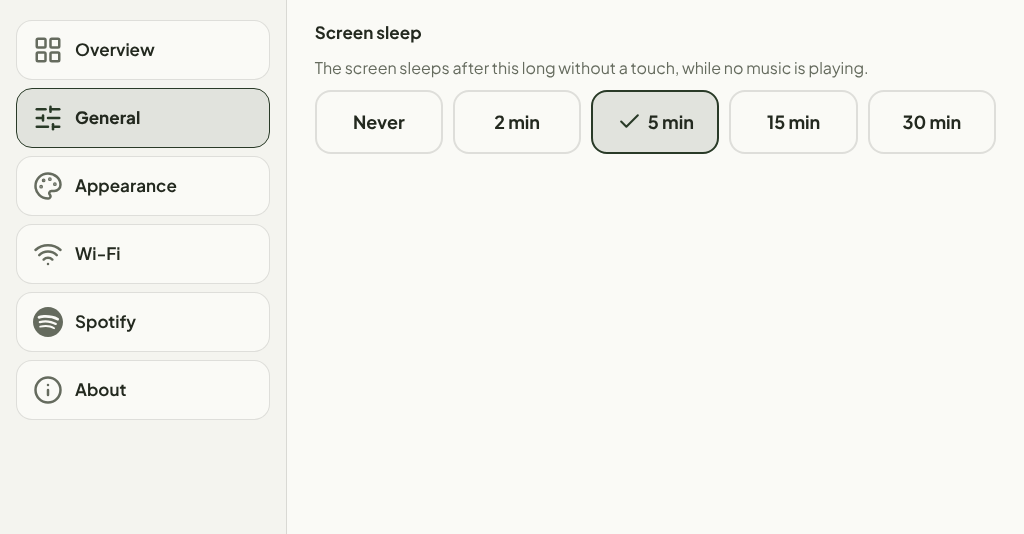 Overview
General
Appearance
Wi-Fi
Spotify
About
Screen sleep
The screen sleeps after this long without a touch, while no music is playing.
Never
2 min
5 min
15 min
30 min